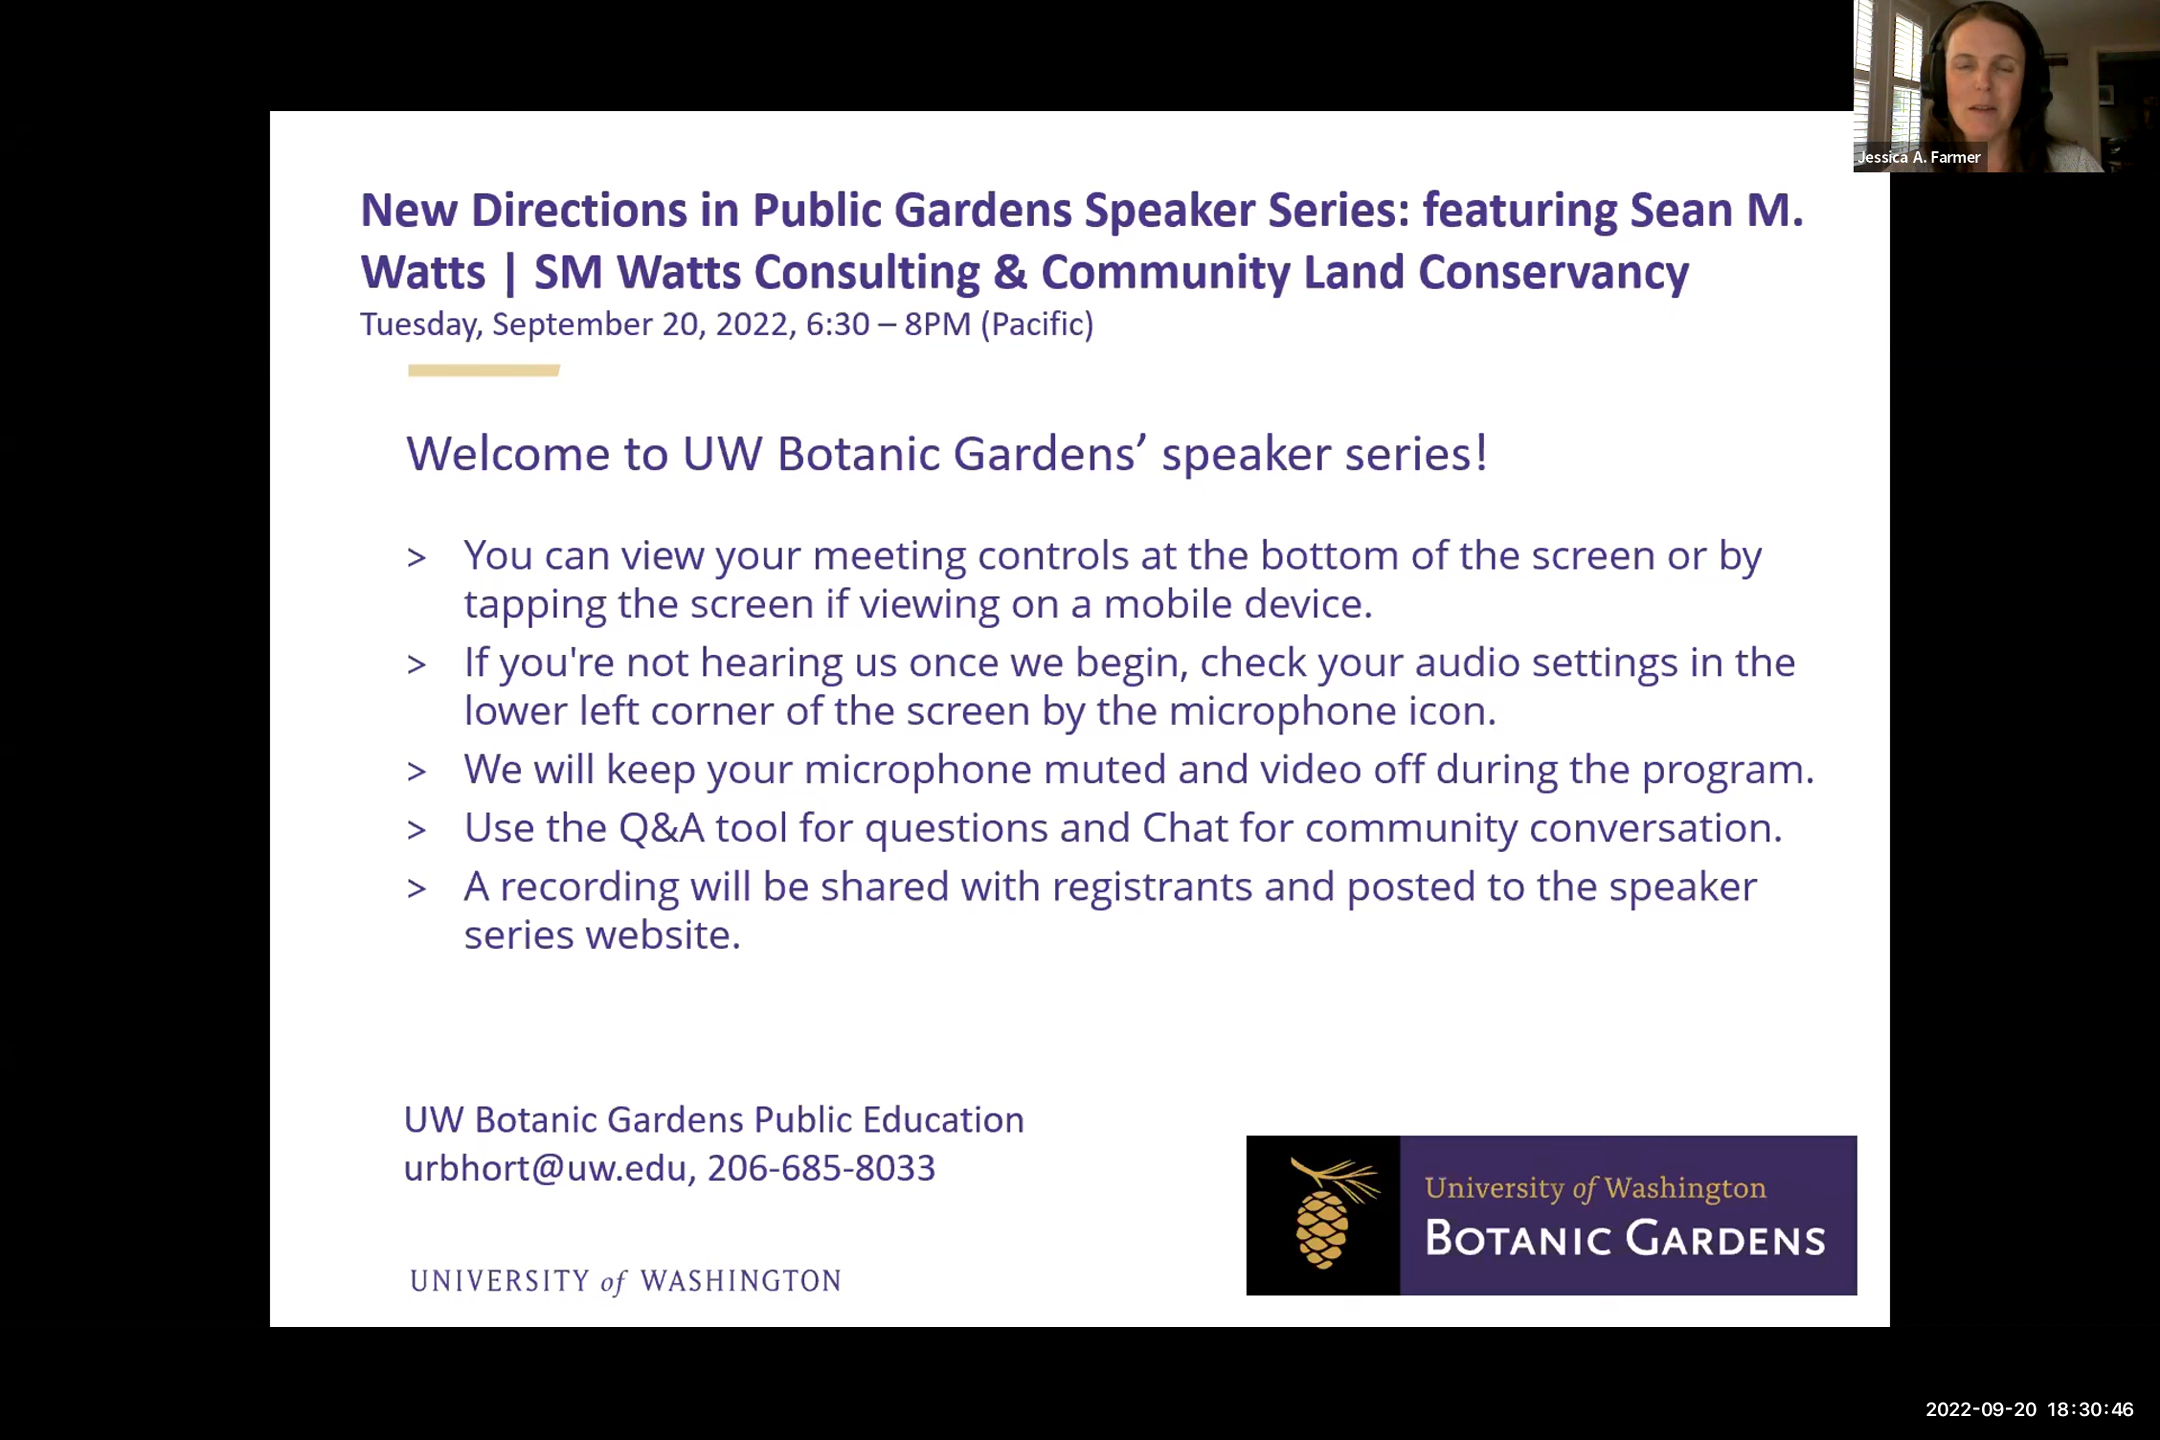 Jessica A. Farmer
New Directions in Public Gardens Speaker Series: featuring Sean M.
Watts | SM Watts Consulting & Community Land Conservancy
Tuesday, September 20, 2022, 6:30 – 8PM (Pacific)
Welcome to UW Botanic Gardens’ speaker series!
> You can view your meeting controls at the bottom of the screen or by
tapping the screen if viewing on a mobile device.
> If you're not hearing us once we begin, check your audio settings in the
lower left corner of the screen by the microphone icon.
> We will keep your microphone muted and video off during the program.
> Use the Q&A tool for questions and Chat for community conversation.
> A recording will be shared with registrants and posted to the speaker
series website.
UW Botanic Gardens Public Education
urbhort@uw.edu, 206-685-8033
UNIVERSITY of WASHINGTON
University of Washington
BOTANIC GARDENS
2022-09-20 18:30:46